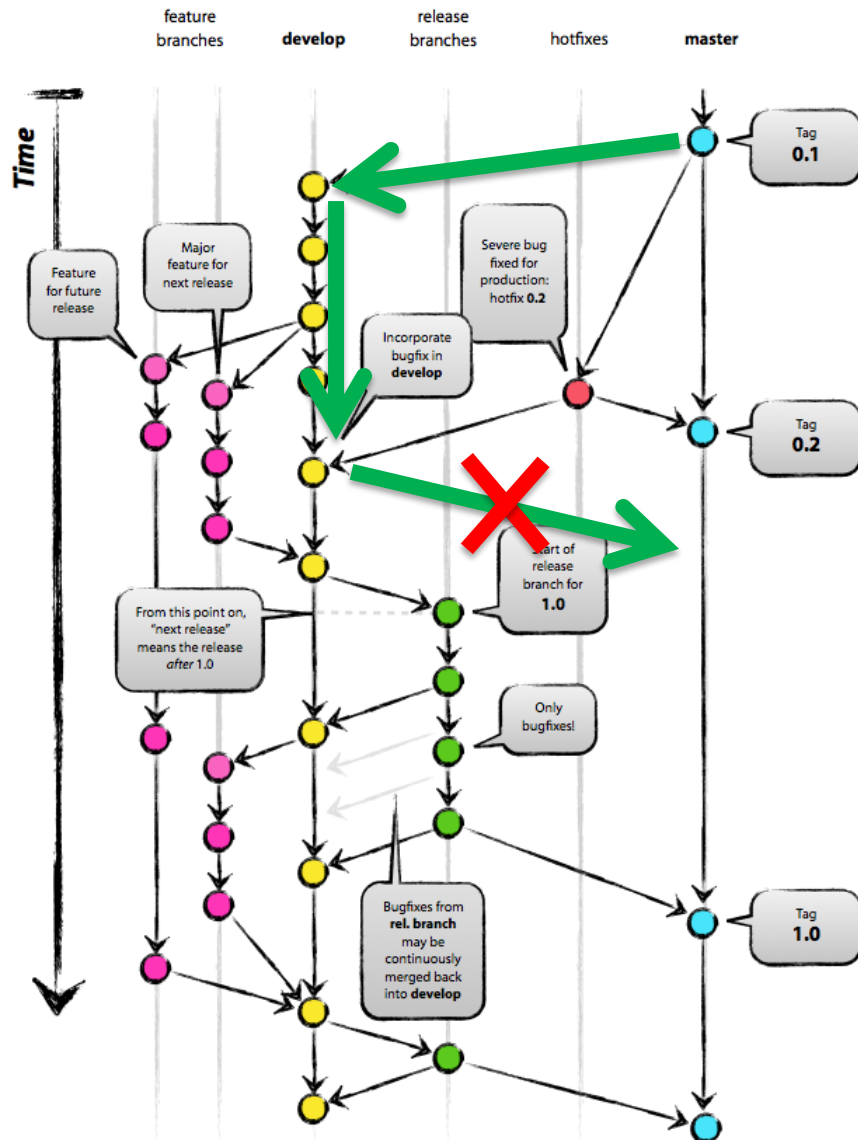 feature
branches
develop
release
branches
hotfixes
master
Time
Tag
0.1
Major
feature for
next release
Severe bug
fixed for
production:
hotfix 0.2
Feature
for future
release
Incorporate
bugfix in
develop
Tag
0.2
Start of
release
branch for
1.0
From this point on,
“next release”
means the release
after 1.0
Only
bugfixes!
Bugfixes from
rel. branch
may be
continuously
merged back
into develop
Tag
1.0